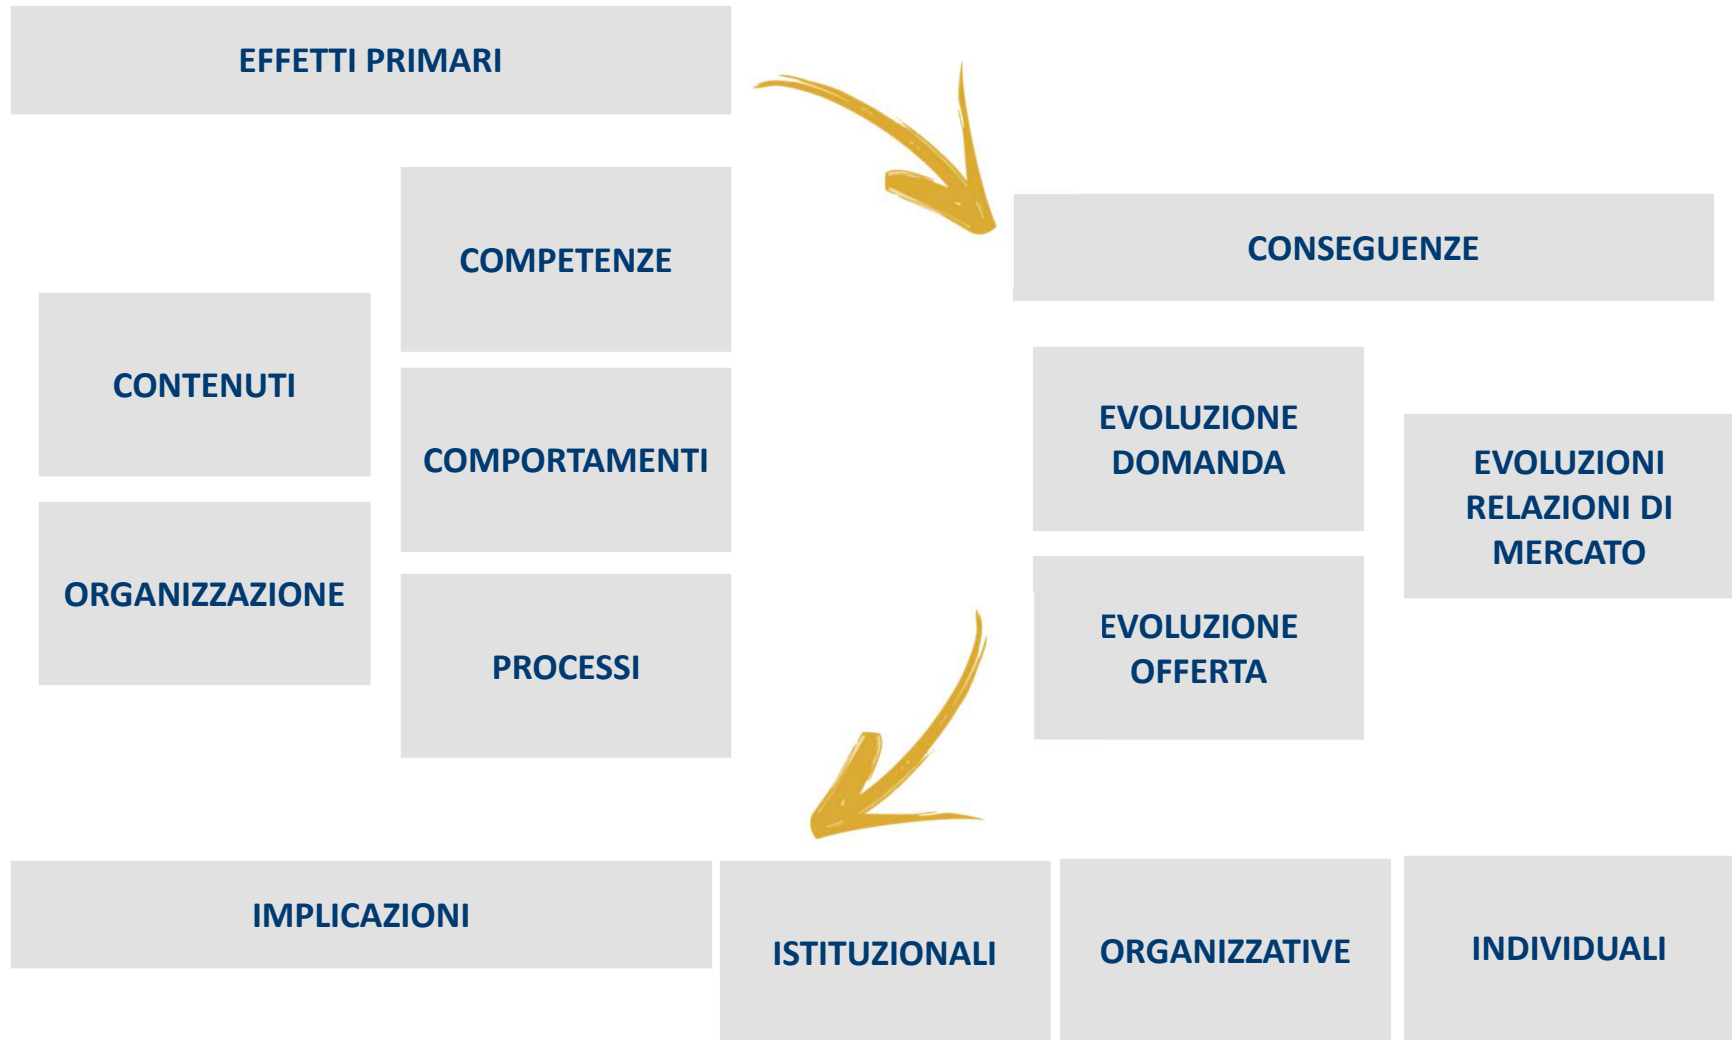 EFFETTI PRIMARI
COMPETENZE
CONTENUTI
COMPORTAMENTI
ORGANIZZAZIONE
PROCESSI
CONSEGUENZE
EVOLUZIONE
DOMANDA
EVOLUZIONI
RELAZIONI DI
MERCATO
EVOLUZIONE
OFFERTA
IMPLICAZIONI
ISTITUZIONALI
ORGANIZZATIVE
INDIVIDUALI